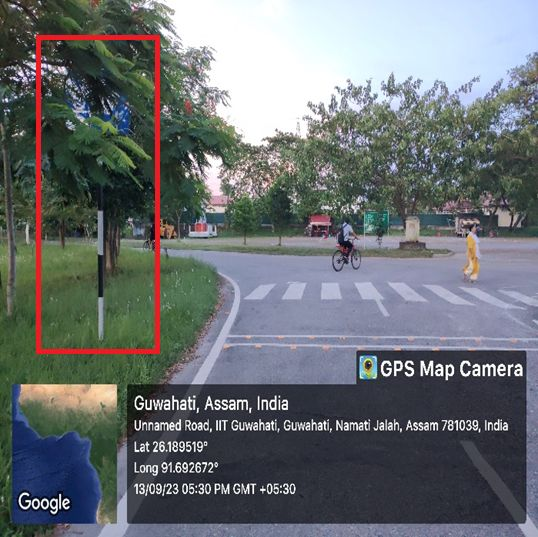 GPS Map Camera
Guwahati, Assam, India
Unnamed Road, IIT Guwahati, Guwahati, Namati Jalah, Assam 781039, India
Lat 26.189519°
Long 91.692672°
13/09/23 05:30 PM GMT +05:30
Google